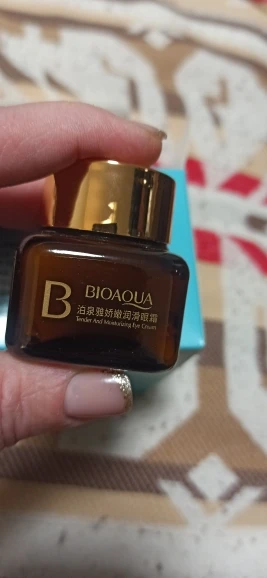 B
BIOAQUA
泊泉雅娇嫩润滑眼霜
Tender And Moisturizing Eye Cream